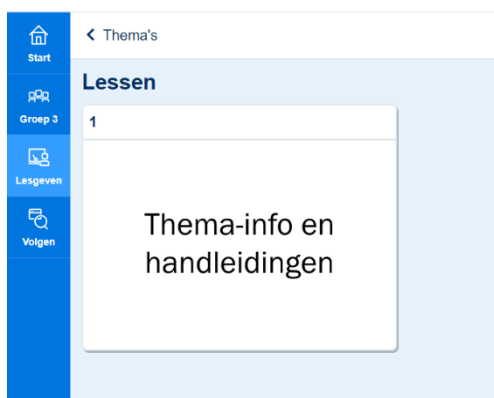 Start
Groep 3
Lesgeven
Volgen
Thema's
Lessen
1
Thema-info en
handleidingen